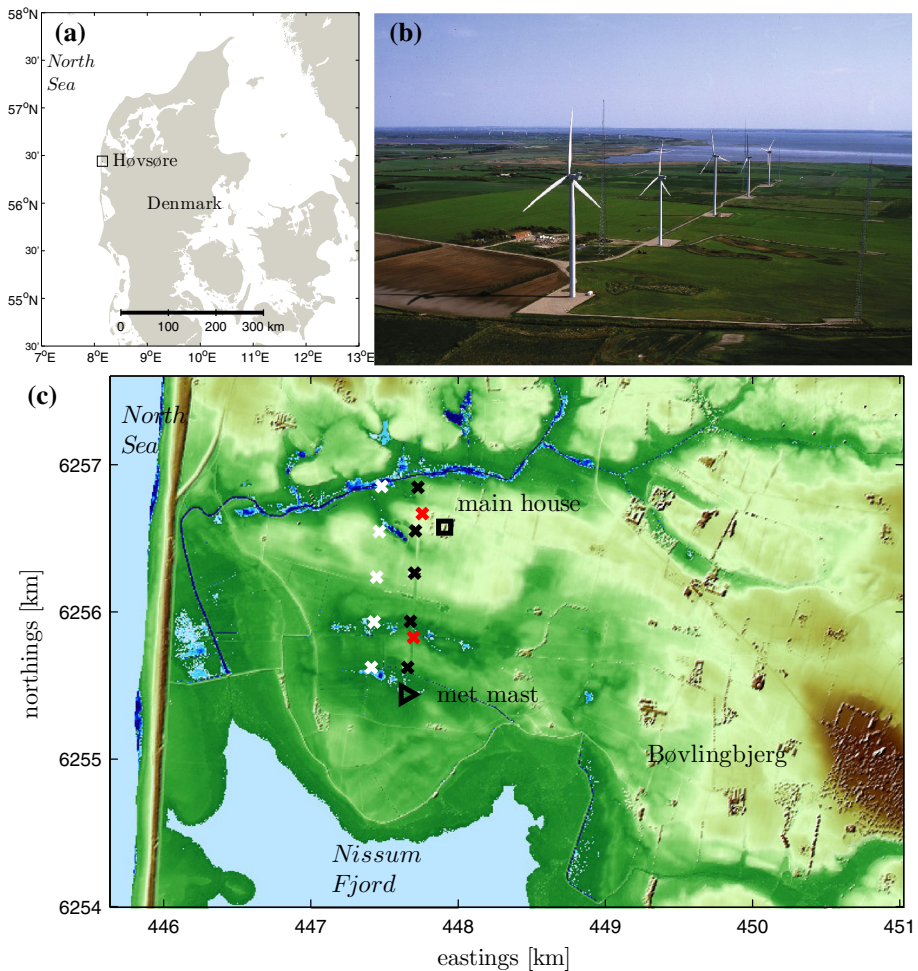 (a)
North
Sea
58°N
30'
57°N
30'
56°N
30'
55°N
30'
Høvsøre
Denmark
0 100 200 300 km
7°E 8°E 9°E 10°E 11°E 12°E 13°E
(b)
(c)
North
Sea
main house
met mast
Bøvlingbjerg
Nissum
Fjord
6257
6256
6255
6254
northings [km]
446 447 448 449 450 451
eastings [km]